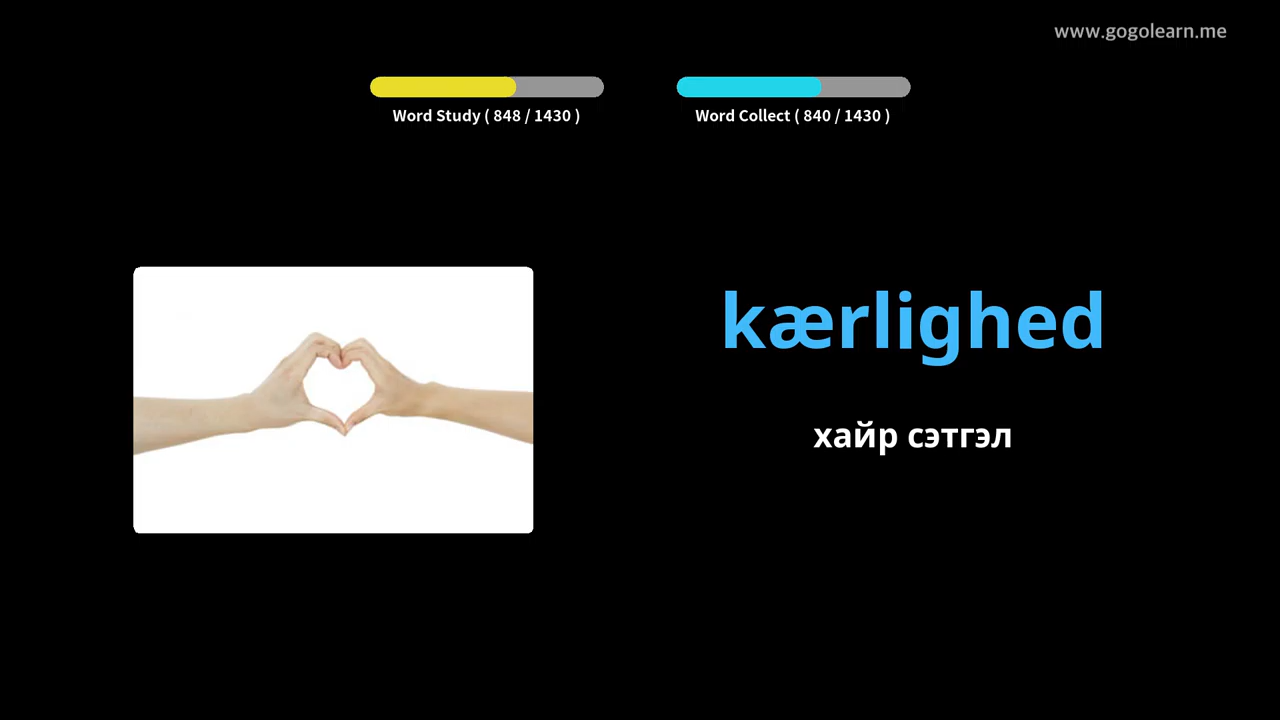 www.gogolearn.me
Word Study ( 848 / 1430 )
Word Collect ( 840 / 1430 )
kærlighed
хайр сэтгэл